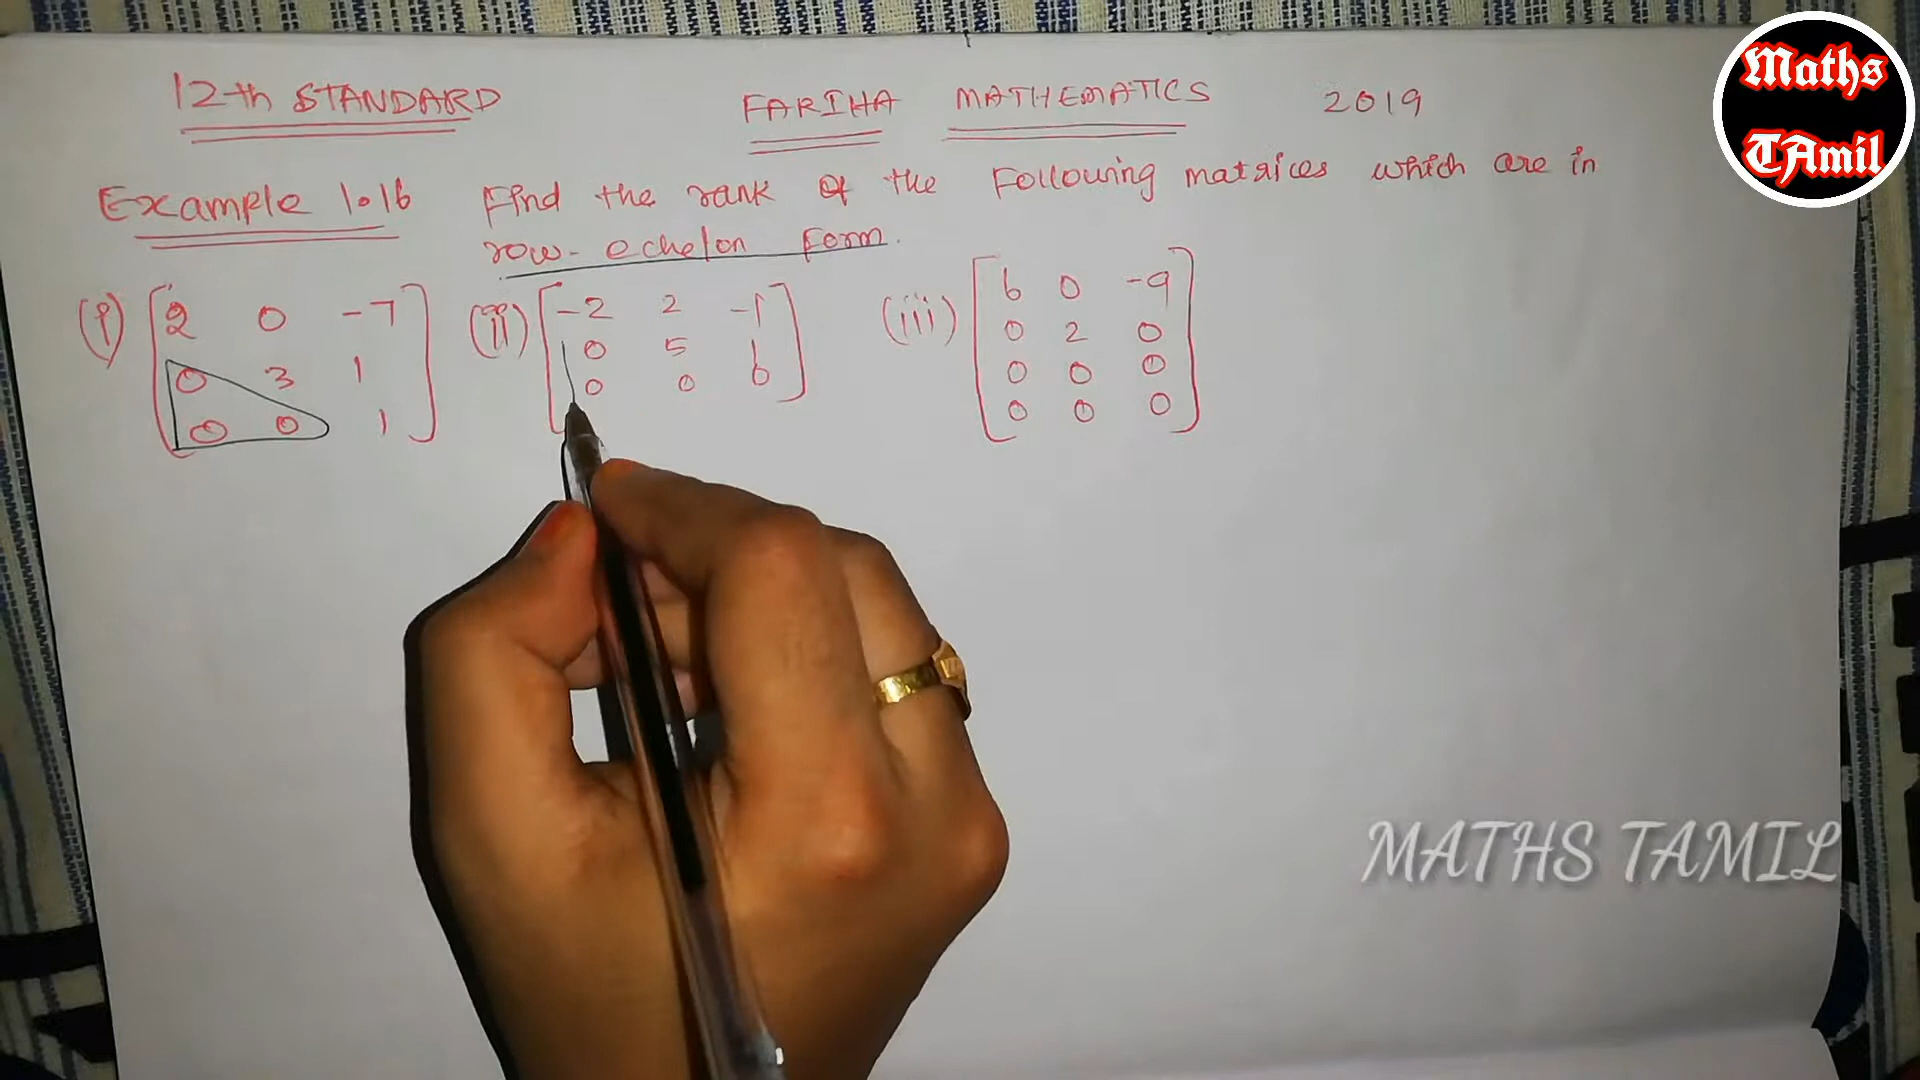 12th STANDARD FARIHA MATHEMATICS 2019
Maths
TAmil
Example 1.16 Find the rank of the Following matrices which are in
row-echelon Form.
(i) 2 0 -7
0 3 1
0 0 1
(ii) -2 2 -1
0 5 1
0 0 6
(iii) 6 0 -9
0 2 0
0 0 0
0 0 0
MATHS TAMIL